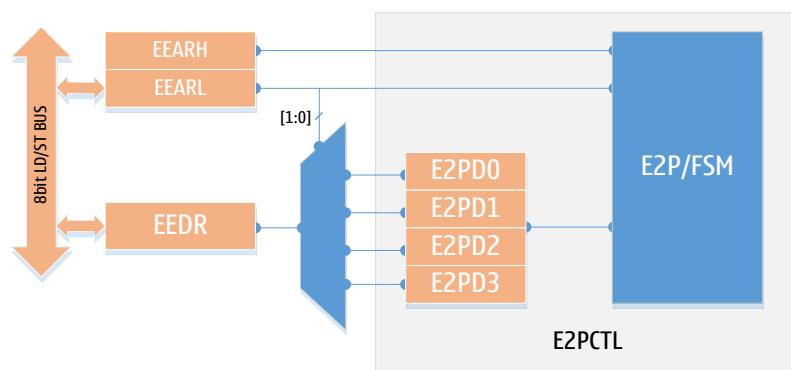 EEARH
EEARL
8bit LD/ST BUS
[1:0]
EEDR
E2PD0
E2PD1
E2PD2
E2PD3
E2P/FSM
E2PCTL